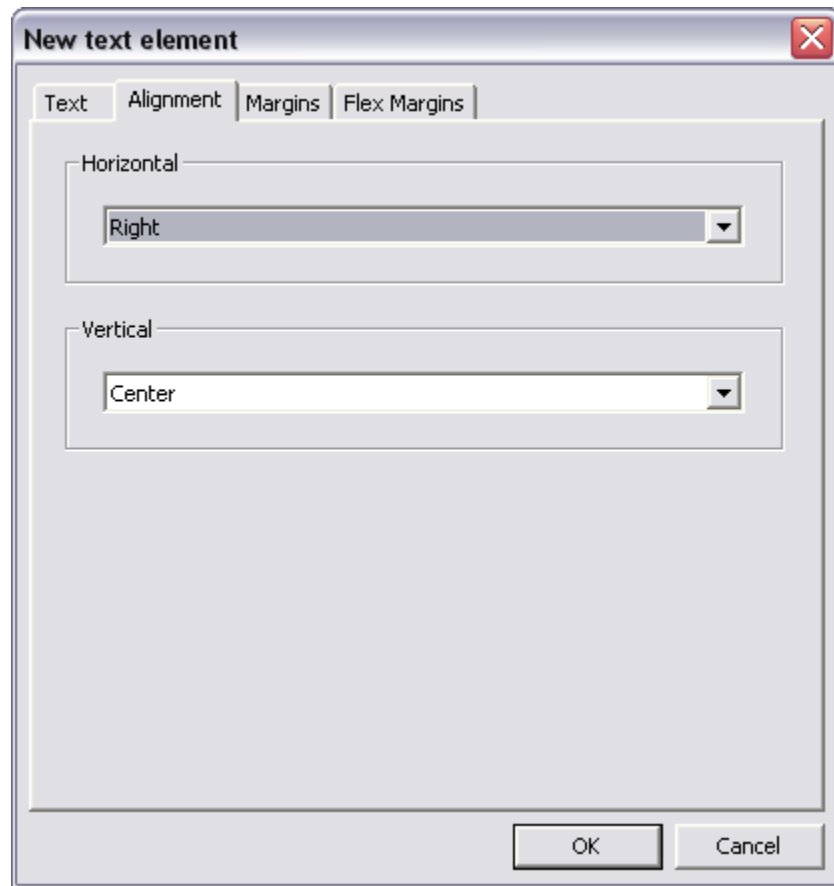 New text element
Text Alignment Margins Flex Margins
Horizontal
Right
Vertical
Center
OK Cancel